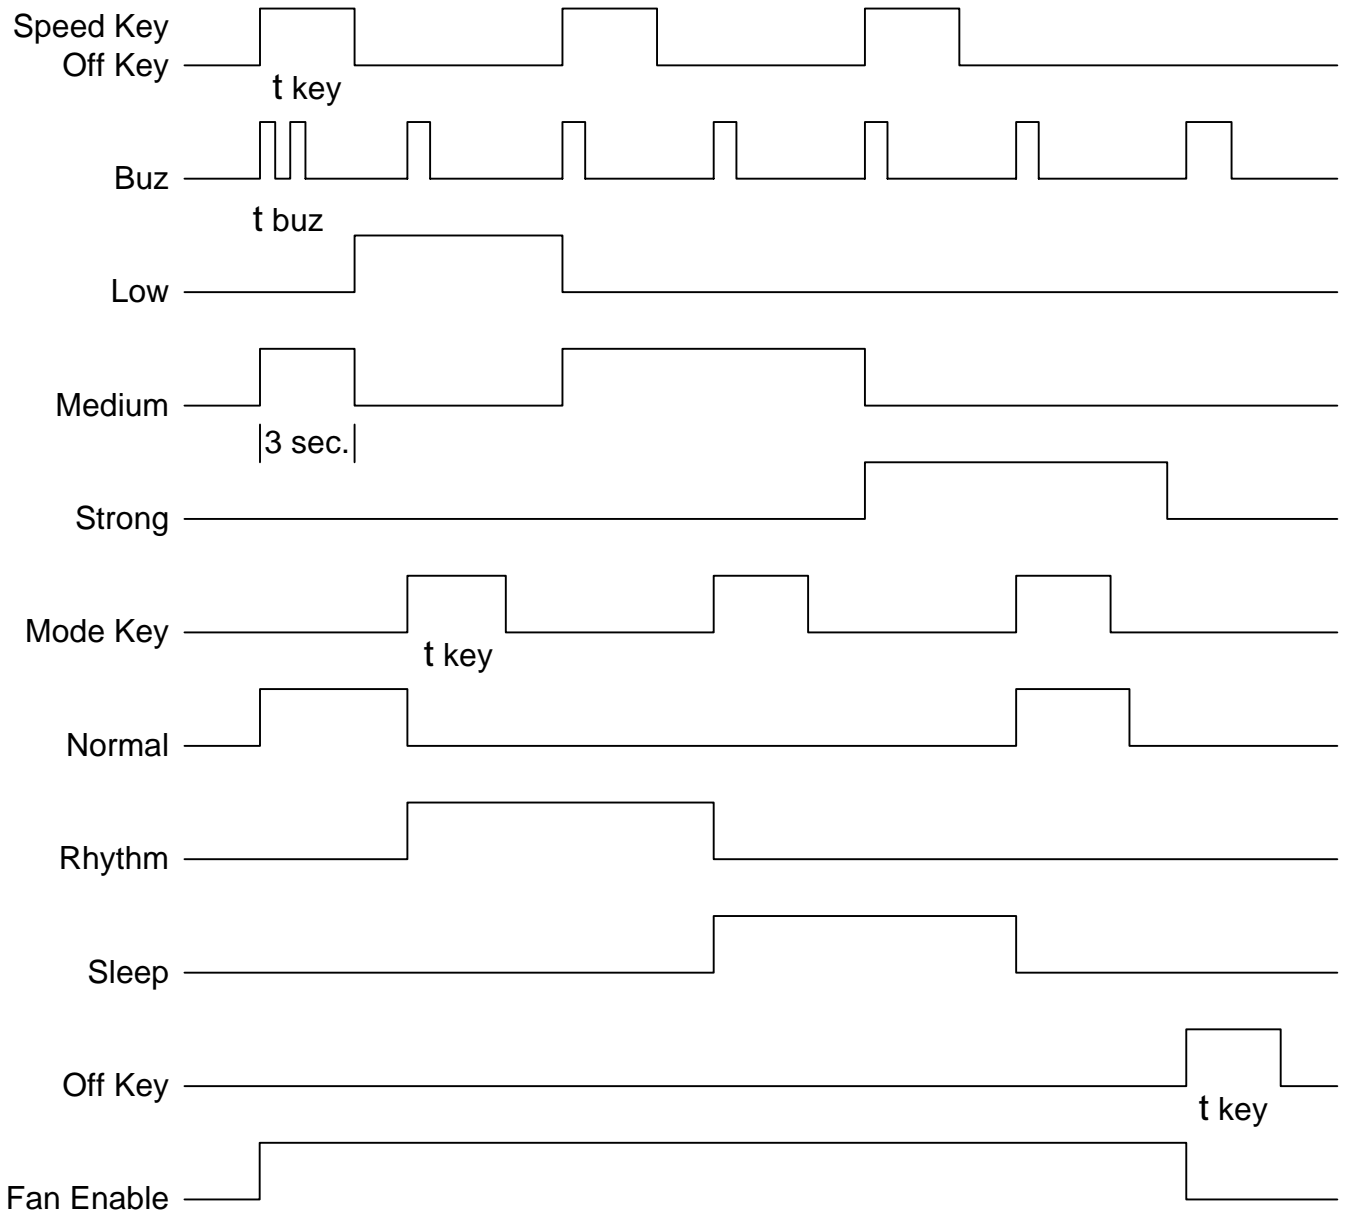 Speed Key
Off Key
t key
Buz
t buz
Low
Medium
3 sec.
Strong
Mode Key
t key
Normal
Rhythm
Sleep
Off Key
t key
Fan Enable